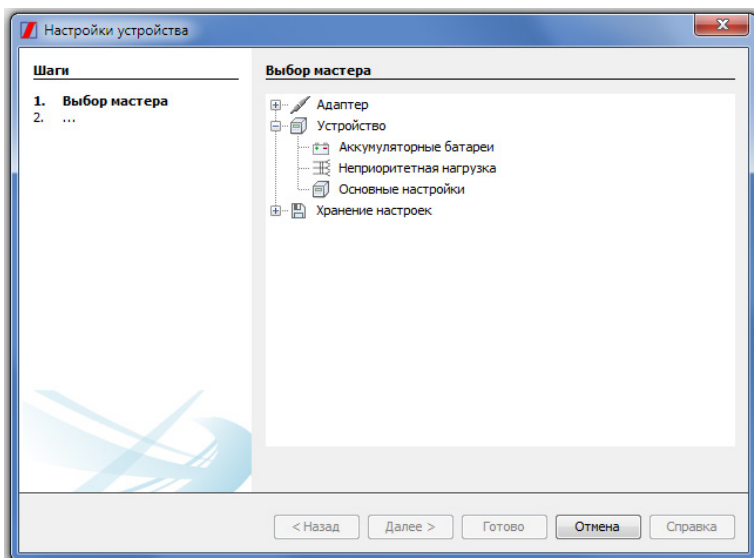 Настройки устройства
Шаги
1. Выбор мастера
2. ...
Выбор мастера
Адаптер
Устройство
Аккумуляторные батареи
Неприоритетная нагрузка
Основные настройки
Хранение настроек
< Назад
Далее >
Готово
Отмена
Справка